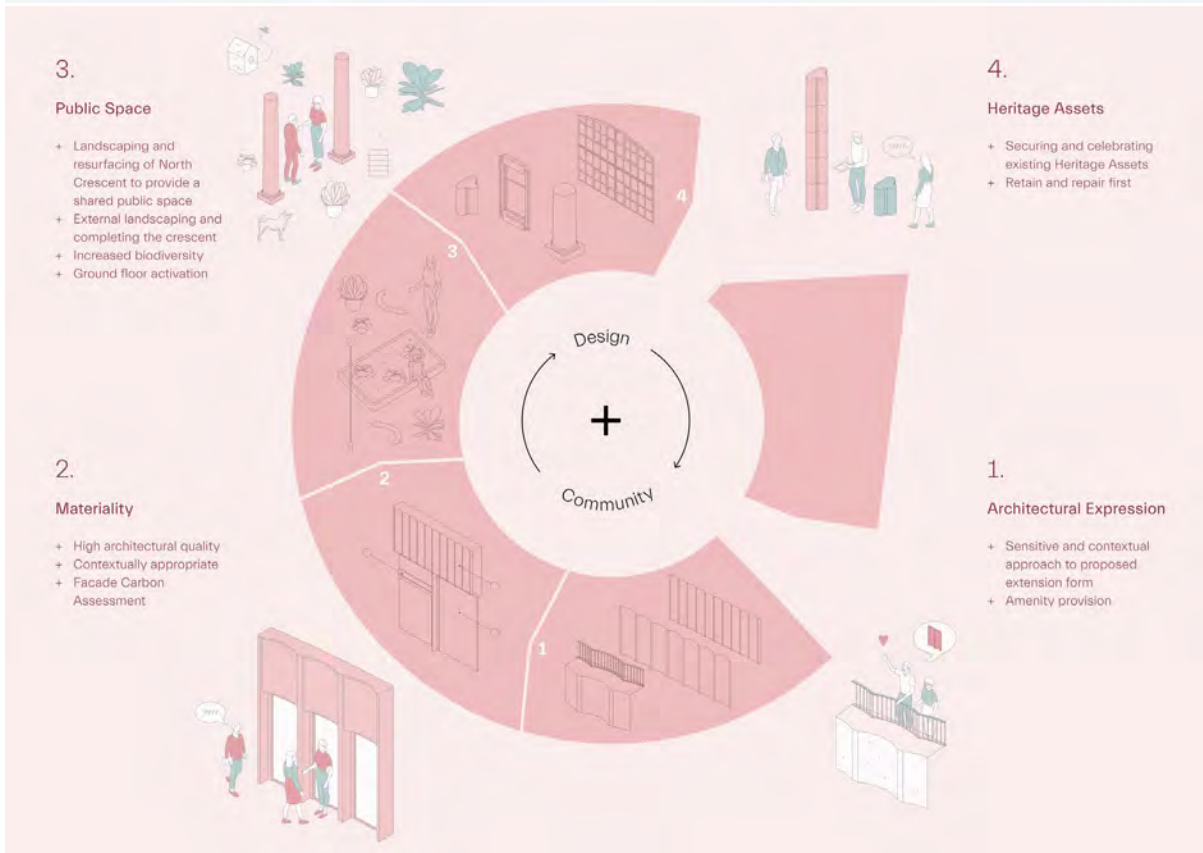 3.
Public Space
+ Landscaping and
resurfacing of North
Crescent to provide a
shared public space
+ External landscaping and
completing the crescent
+ Increased biodiversity
+ Ground floor activation
4.
Heritage Assets
+ Securing and celebrating
existing Heritage Assets
+ Retain and repair first
4
3
Design
+
Community
2
1
2.
Materiality
+ High architectural quality
+ Contextually appropriate
+ Facade Carbon
Assessment
1.
Architectural Expression
+ Sensitive and contextual
approach to proposed
extension form
+ Amenity provision